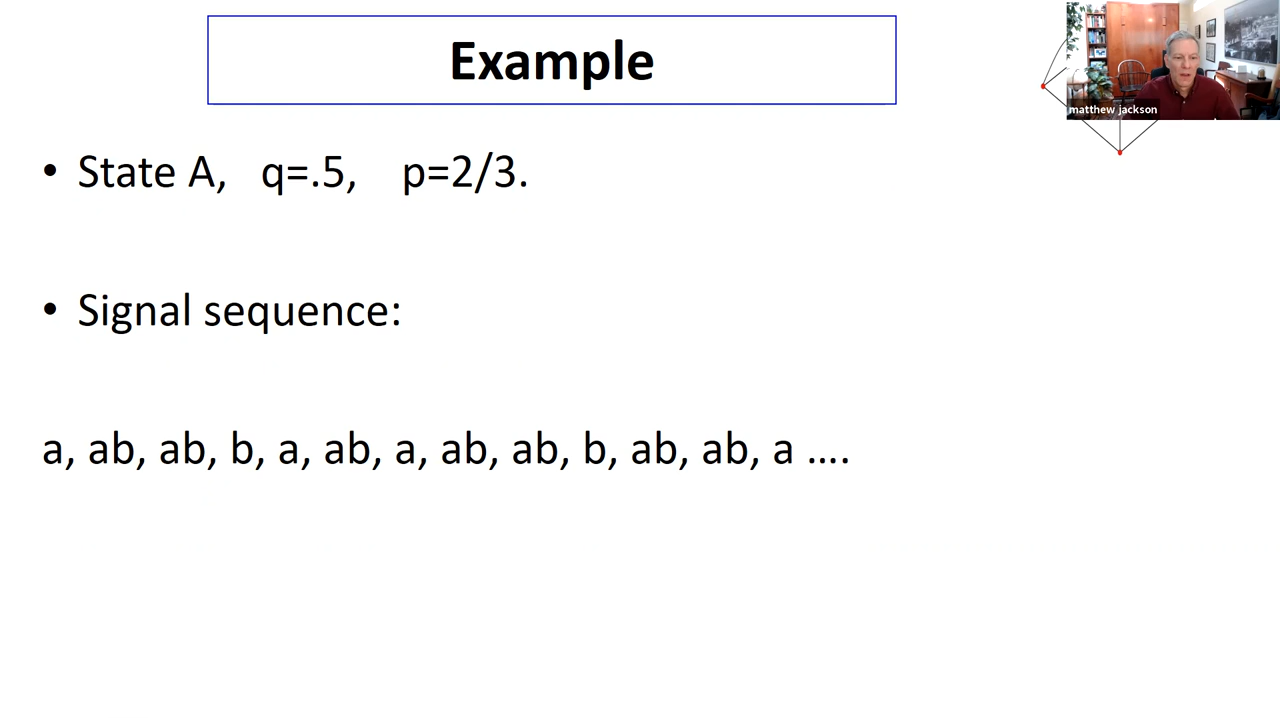 Example
matthew jackson
• State A, q=.5, p=2/3.
• Signal sequence:
a, ab, ab, b, a, ab, a, ab, ab, b, ab, ab, a ....